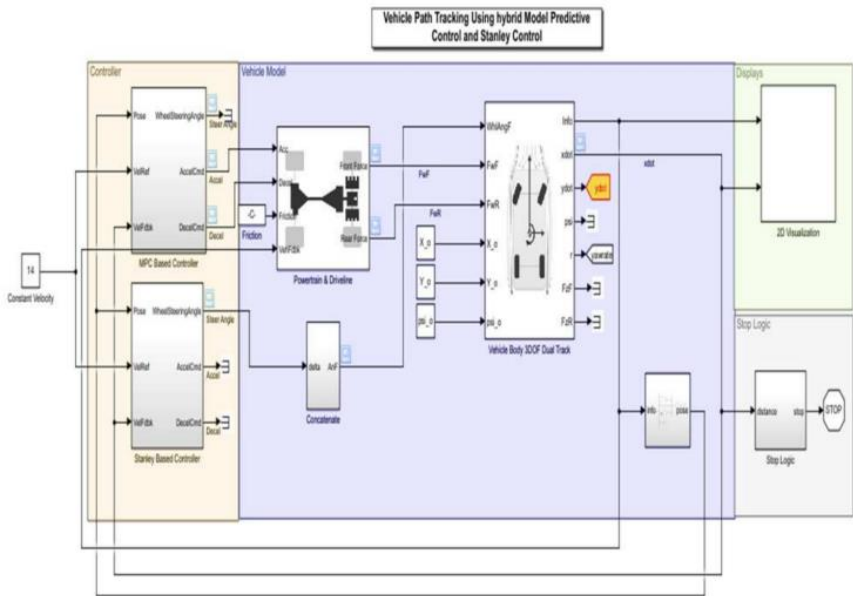 Vehicle Path Tracking Using hybrid Model Predictive
Control and Stanley Control
Controller
Vehicle Model
Displays
Pose
WheelSteeringAngle
Steer Angle
VelRef
AccelCmd
Accel
VelFdbk
DecelCmd
Decel
MPC Based Controller
14
Constant Velocity
Pose
WheelSteeringAngle
Steer Angle
VelRef
AccelCmd
Accel
VelFdbk
DecelCmd
Decel
Stanley Based Controller
Acc
Decel
Friction
-C-
Friction
Front Force
Rear Force
Powertrain & Driveline
FwF
FwR
delta
Concatenate
X_o
Y_o
psi_o
WhlAngF
FwF
FwR
X_o
Y_o
psi_o
Info
xdot
ydot
psi
r
FzF
FzR
xdot
ydot
yawrate
Vehicle Body 3DOF Dual Track
2D Visualization
Stop Logic
info
pose
distance
stop
STOP
Stop Logic